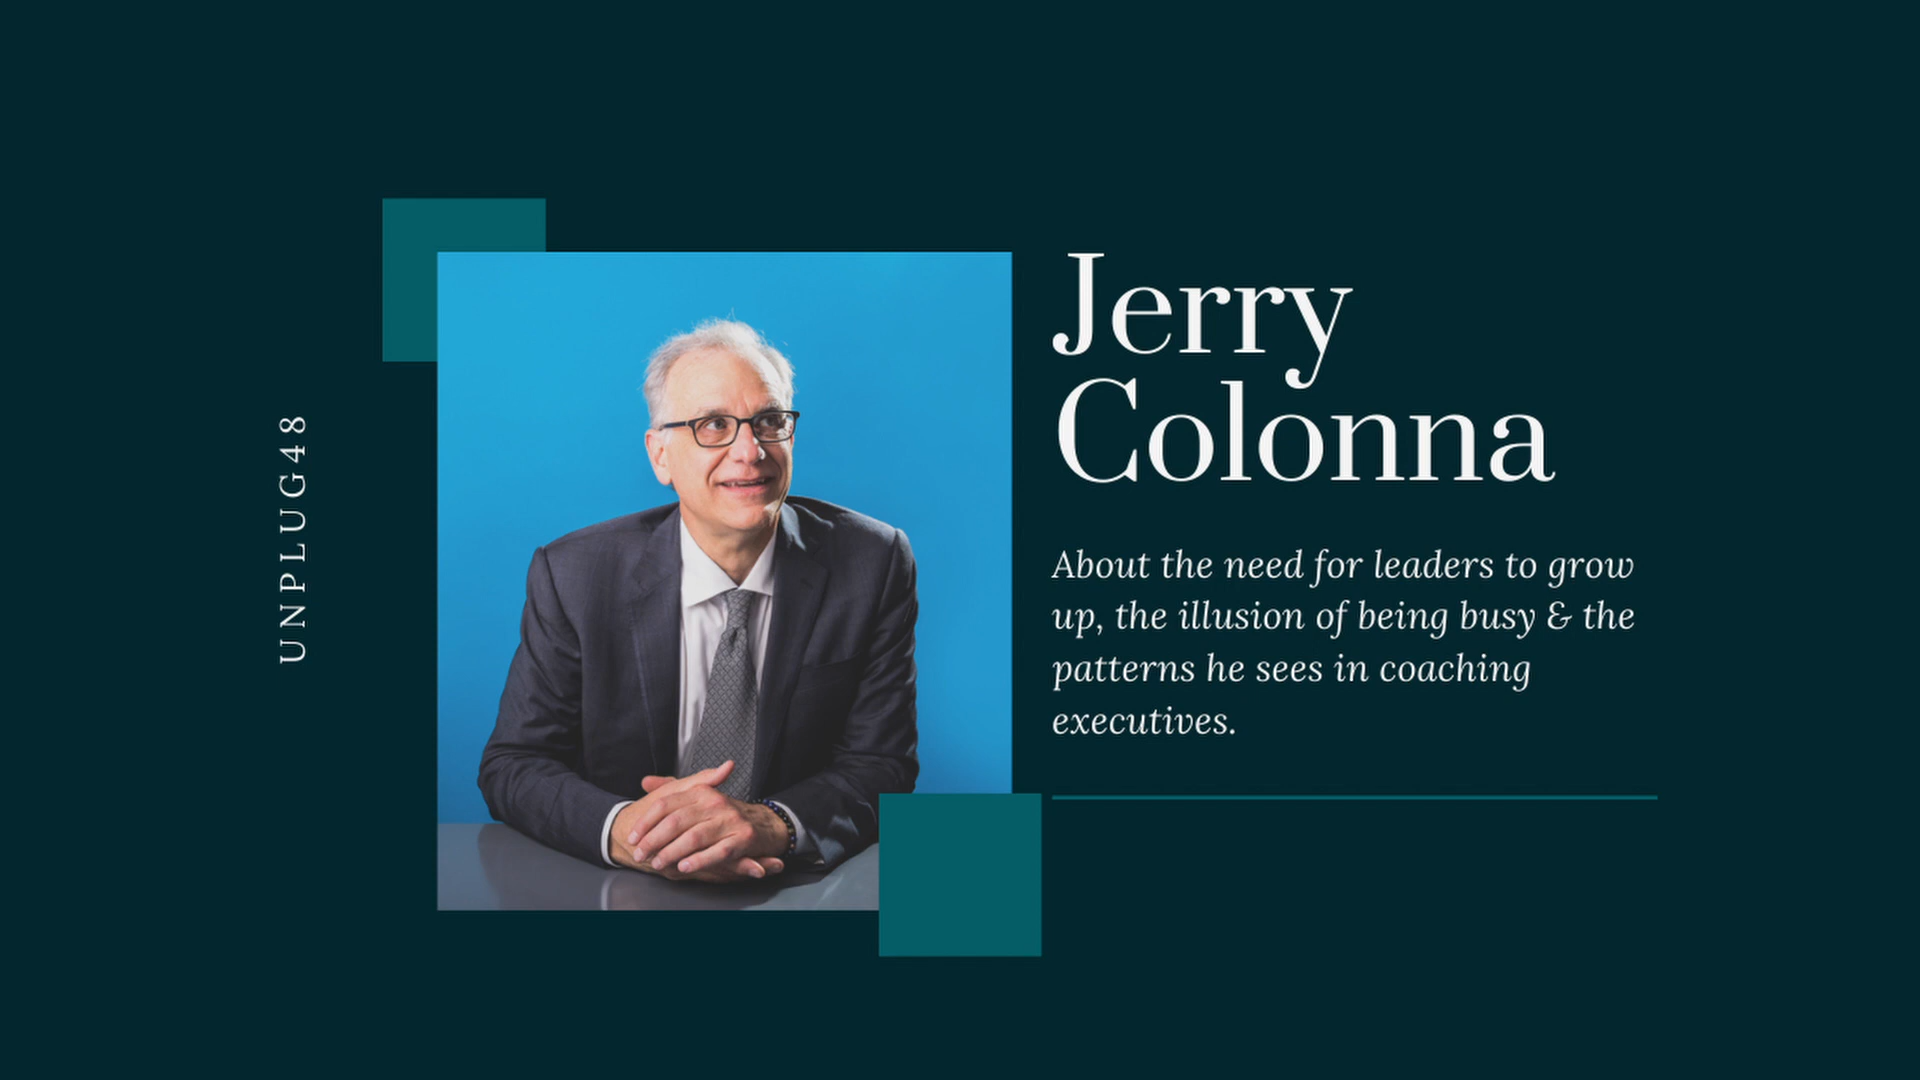 UNPLUG48
Jerry
Colonna
About the need for leaders to grow
up, the illusion of being busy & the
patterns he sees in coaching
executives.